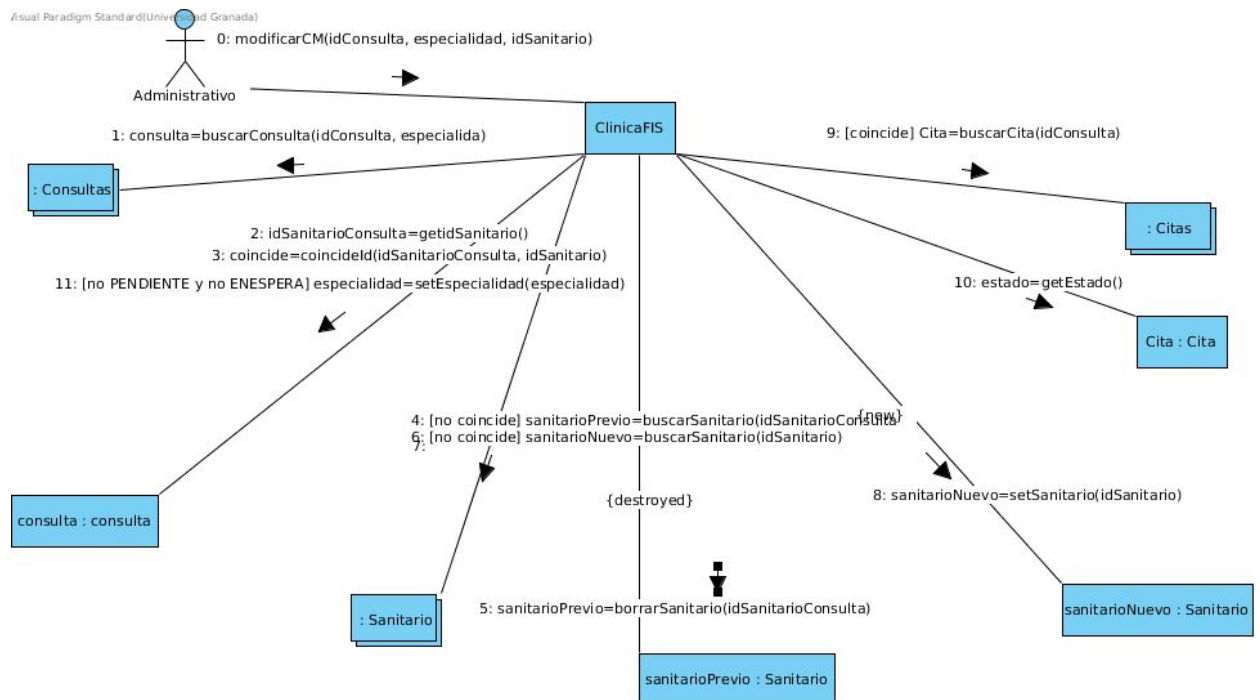 Visual Paradigm Standard(Universidad Granada)
0: modificarCM(idConsulta, especialidad, idSanitario)
Administrativo
ClinicaFIS
1: consulta=buscarConsulta(idConsulta, especialida)
9: [coincide] Cita=buscarCita(idConsulta)
: Consultas
: Citas
2: idSanitarioConsulta=getidSanitario()
3: coincide=coincideId(idSanitarioConsulta, idSanitario)
11: [no PENDIENTE y no ENESPERA] especialidad=setEspecialidad(especialidad)
10: estado=getEstado()
Cita : Cita
4: [no coincide] sanitarioPrevio=buscarSanitario(idSanitarioConsulta
{new}
6: [no coincide] sanitarioNuevo=buscarSanitario(idSanitario)
7:
{destroyed}
8: sanitarioNuevo=setSanitario(idSanitario)
consulta : consulta
: Sanitario
5: sanitarioPrevio=borrarSanitario(idSanitarioConsulta)
sanitarioNuevo : Sanitario
sanitarioPrevio : Sanitario